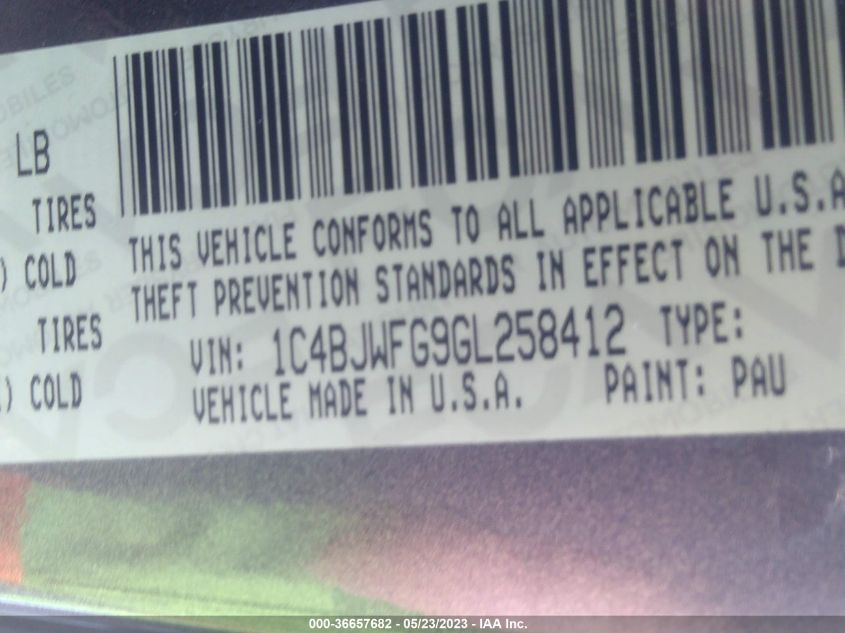 LB
TIRES
) COLD
TIRES
) COLD
THIS VEHICLE CONFORMS TO ALL APPLICABLE U.S.A
THEFT PREVENTION STANDARDS IN EFFECT ON THE D
VIN: 1C4BJWFG9GL258412 TYPE:
VEHICLE MADE IN U.S.A. PAINT: PAU
000-36657682 - 05/23/2023 - IAA Inc.